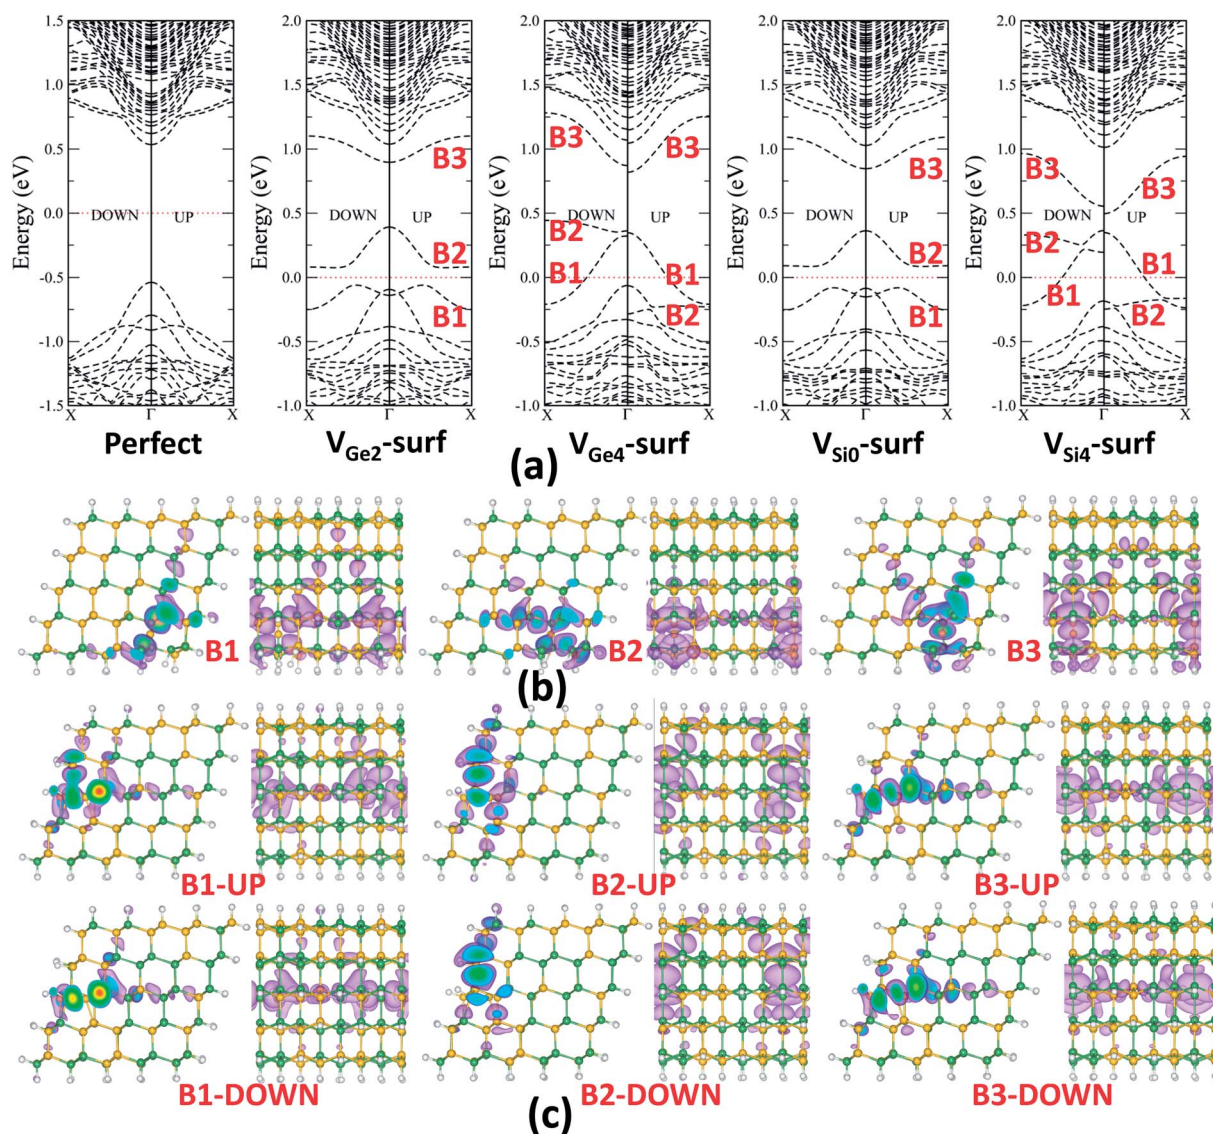 Energy (eV)
1.5
1.0
0.5
0.0
-0.5
-1.0
-1.5
DOWN
UP
X
Γ
X
Perfect
Energy (eV)
2.0
1.5
1.0
0.5
0.0
-0.5
-1.0
B3
DOWN
UP
B2
B1
X
Γ
X
V_Ge2-surf
Energy (eV)
2.0
1.5
1.0
0.5
0.0
-0.5
-1.0
B3
B3
DOWN
UP
B2
B1
B1
B2
X
Γ
X
V_Ge4-surf
Energy (eV)
2.0
1.5
1.0
0.5
0.0
-0.5
-1.0
B3
DOWN
UP
B2
B1
X
Γ
X
V_Si0-surf
Energy (eV)
2.0
1.5
1.0
0.5
0.0
-0.5
-1.0
B3
B3
DOWN
UP
B2
B1
B1
B2
X
Γ
X
V_Si4-surf
(a)
B1
B2
B3
(b)
B1-UP
B2-UP
B3-UP
B1-DOWN
B2-DOWN
B3-DOWN
(c)